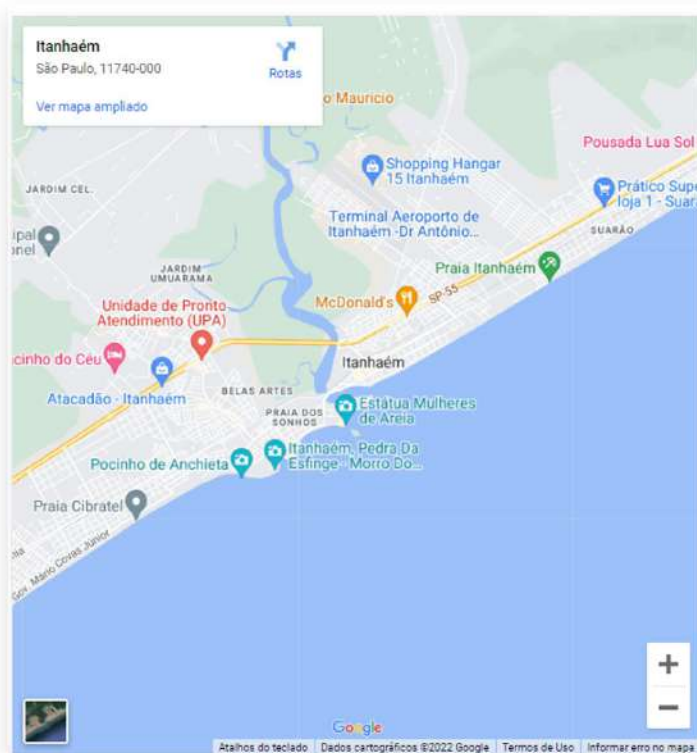 Itanhaém
São Paulo, 11740-000
Rotas
Ver mapa ampliado
o Mauricio
Pousada Lua Sol
Shopping Hangar
15 Itanhaém
Prático Supe
loja 1 - Suar
JARDIM CEL.
Terminal Aeroporto de
Itanhaém -Dr Antônio...
SUARÃO
ipal
onel
JARDIM
UMUARAMA
Praia Itanhaém
Unidade de Pronto
Atendimento (UPA)
McDonald's
SP-55
cinho do Céu
Itanhaém
Atacadão - Itanhaém
BELAS ARTES
PRAIA DOS
SONHOS
Estátua Mulheres
de Areia
Itanhaém, Pedra Da
Esfinge - Morro Do...
Pocinho de Anchieta
Praia Cibratel
Gov. Mário Covas Júnior
+
−
Google
Atalhos do teclado
Dados cartográficos ©2022 Google
Termos de Uso
Informar erro no mapa